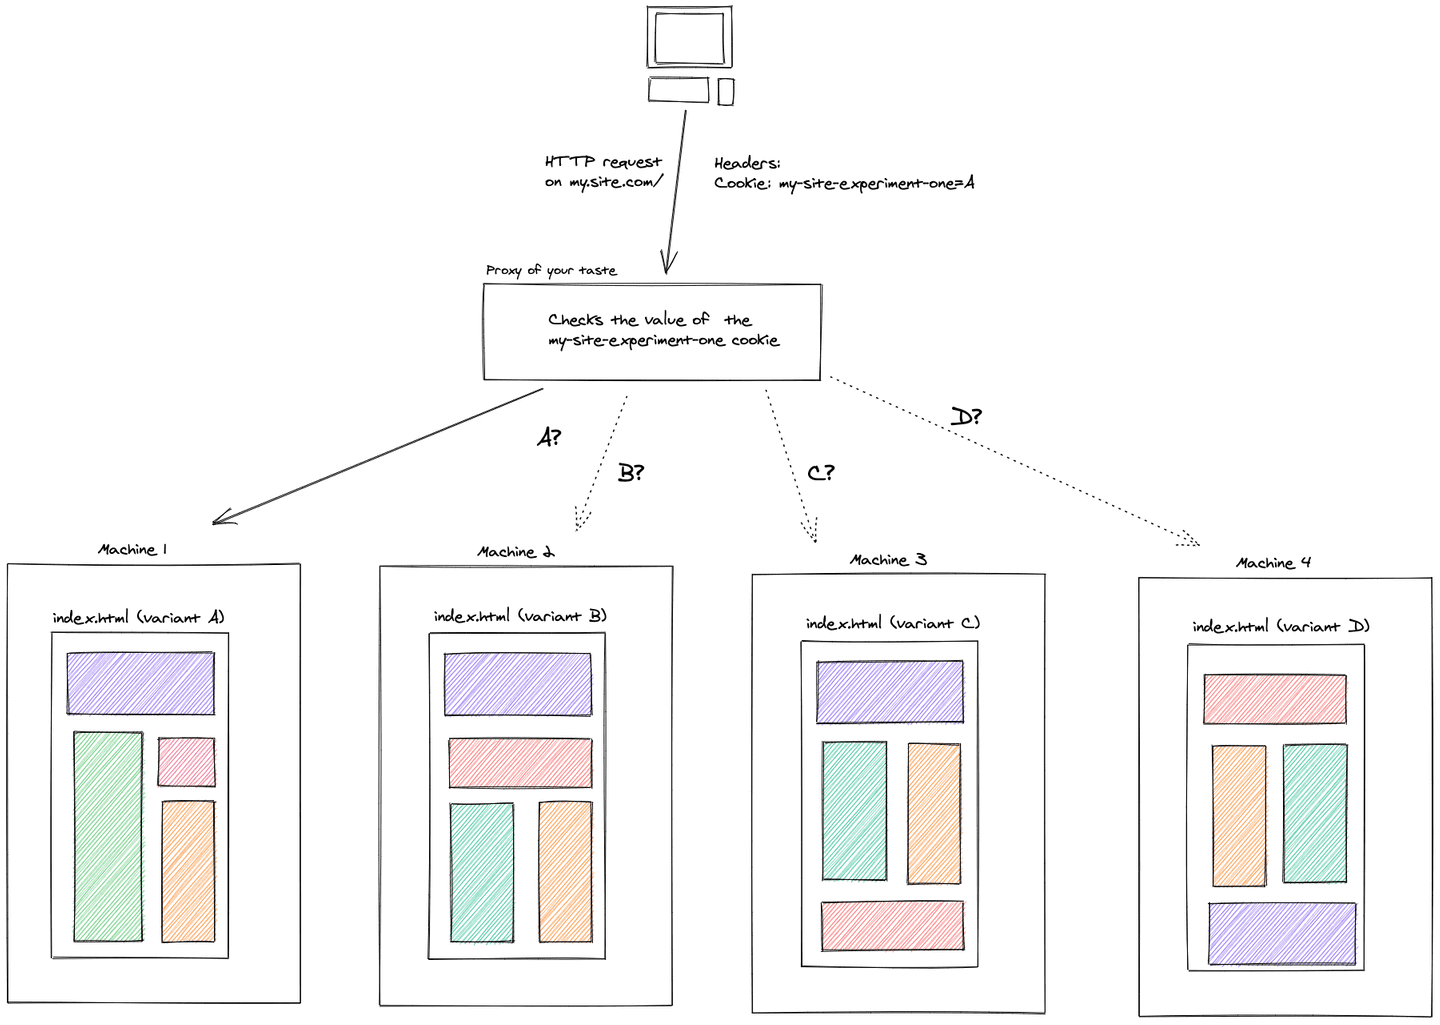 HTTP request
on my.site.com/
Headers:
Cookie: my-site-experiment-one=A
Proxy of your taste
Checks the value of the
my-site-experiment-one cookie
A?
B?
C?
D?
Machine 1
Machine 2
Machine 3
Machine 4
index.html (variant A)
index.html (variant B)
index.html (variant C)
index.html (variant D)